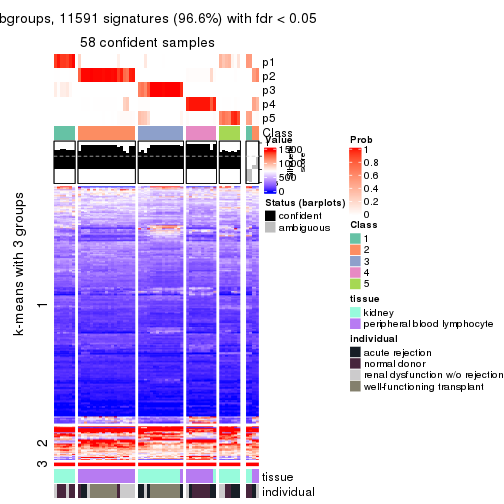 bgroups, 11591 signatures (96.6%) with fdr < 0.05
58 confident samples
p1
p2
p3
p4
p5
Class
k-means with 3 groups
1
2
3
tissue
individual
Value
1500
1000
500
0
Silhouette
score
Status (barplots)
confident
ambiguous
Prob
1
0.8
0.6
0.4
0.2
0
Class
1
2
3
4
5
tissue
kidney
peripheral blood lymphocyte
individual
acute rejection
normal donor
renal dysfunction w/o rejection
well-functioning transplant